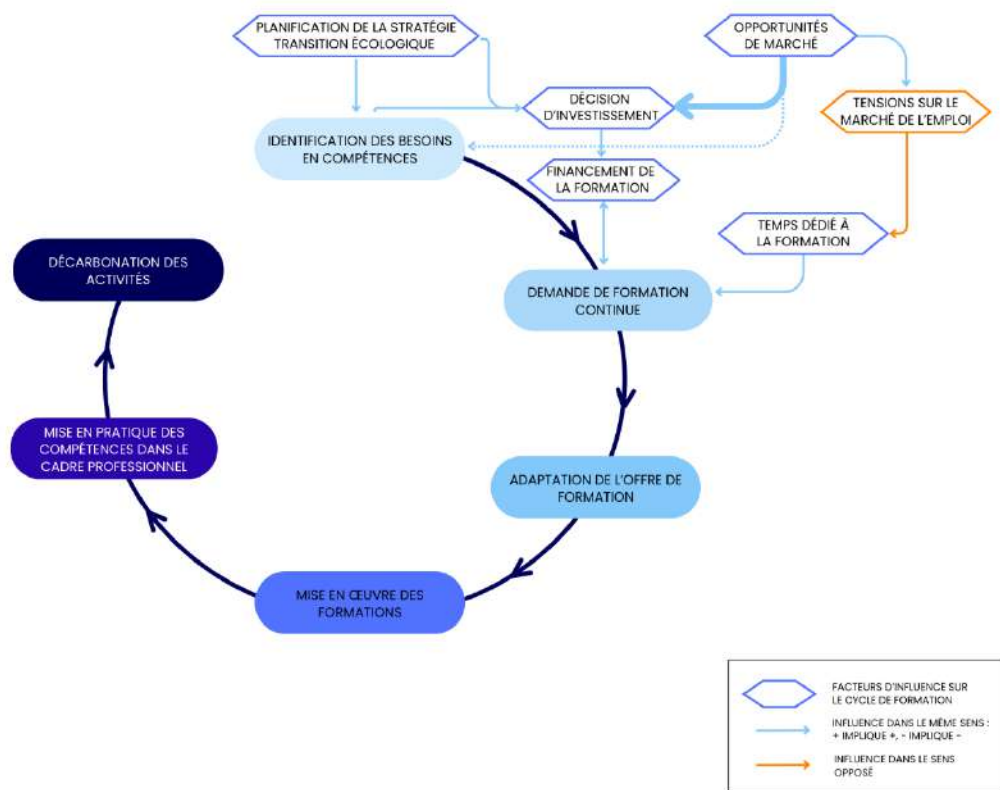 PLANIFICATION DE LA STRATÉGIE
TRANSITION ÉCOLOGIQUE
OPPORTUNITÉS
DE MARCHÉ
DÉCISION
D'INVESTISSEMENT
TENSIONS SUR LE
MARCHÉ DE L'EMPLOI
IDENTIFICATION DES BESOINS
EN COMPÉTENCES
FINANCEMENT DE
LA FORMATION
TEMPS DÉDIÉ À
LA FORMATION
DÉCARBONATION DES
ACTIVITÉS
DEMANDE DE FORMATION
CONTINUE
MISE EN PRATIQUE DES
COMPÉTENCES DANS LE
CADRE PROFESSIONNEL
ADAPTATION DE L'OFFRE DE
FORMATION
MISE EN ŒUVRE DES
FORMATIONS
FACTEURS D'INFLUENCE SUR
LE CYCLE DE FORMATION
INFLUENCE DANS LE MÊME SENS :
+ IMPLIQUE +, - IMPLIQUE -
INFLUENCE DANS LE SENS
OPPOSÉ